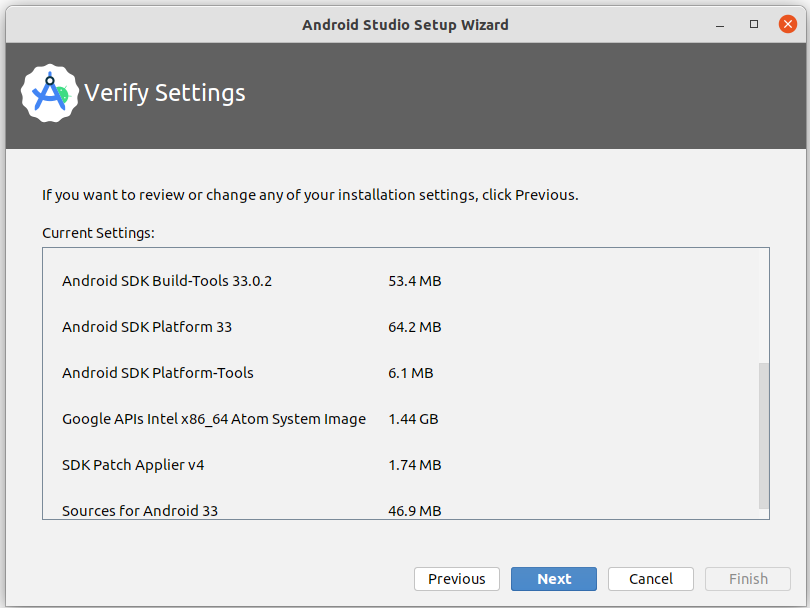 Android Studio Setup Wizard
Verify Settings
If you want to review or change any of your installation settings, click Previous.
Current Settings:
Android SDK Build-Tools 33.0.2 53.4 MB
Android SDK Platform 33 64.2 MB
Android SDK Platform-Tools 6.1 MB
Google APIs Intel x86_64 Atom System Image 1.44 GB
SDK Patch Applier v4 1.74 MB
Sources for Android 33 46.9 MB
Previous Next Cancel Finish